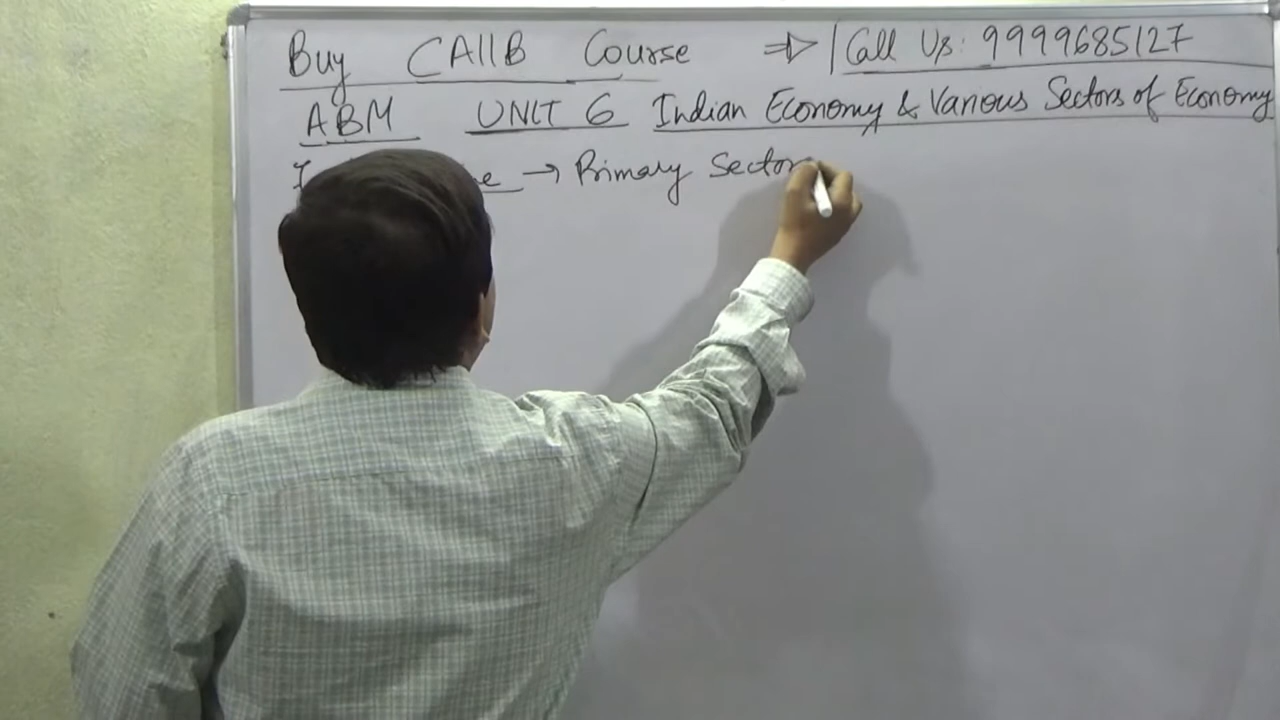 Buy CAIIB Course ⇒ | Call Us: 9999685127
ABM UNIT 6 Indian Economy & Various Sectors of Economy
→ Primary Sector